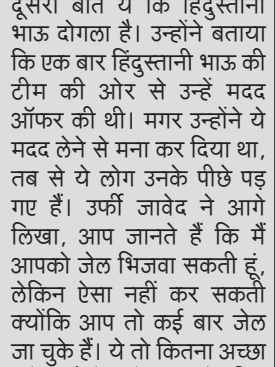 दूसरी बात ये कि हिंदुस्तानी
भाऊ दोगला है। उन्होंने बताया
कि एक बार हिंदुस्तानी भाऊ की
टीम की ओर से उन्हें मदद
ऑफर की थी। मगर उन्होंने ये
मदद लेने से मना कर दिया था,
तब से ये लोग उनके पीछे पड़
गए हैं। उर्फी जावेद ने आगे
लिखा, आप जानते हैं कि मैं
आपको जेल भिजवा सकती हूं,
लेकिन ऐसा नहीं कर सकती
क्योंकि आप तो कई बार जेल
जा चुके हैं। ये तो कितना अच्छा